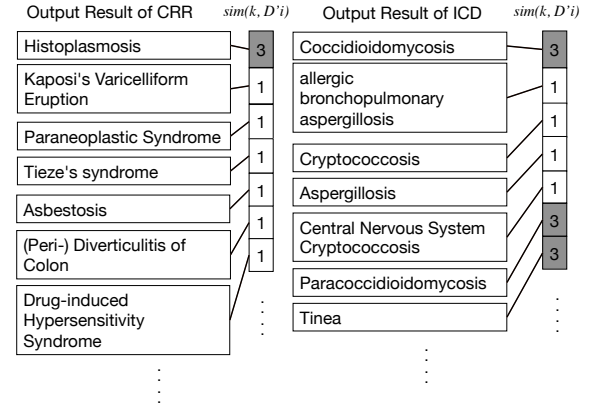 Output Result of CRR
sim(k, D'i)
Histoplasmosis
3
Kaposi's Varicelliform
Eruption
1
Paraneoplastic Syndrome
1
Tieze's syndrome
1
Asbestosis
1
(Peri-) Diverticulitis of
Colon
1
Drug-induced
Hypersensitivity
Syndrome
1
Output Result of ICD
sim(k, D'i)
Coccidioidomycosis
3
allergic
bronchopulmonary
aspergillosis
1
Cryptococcosis
1
Aspergillosis
1
Central Nervous System
Cryptococcosis
1
Paracoccidioidomycosis
3
Tinea
3